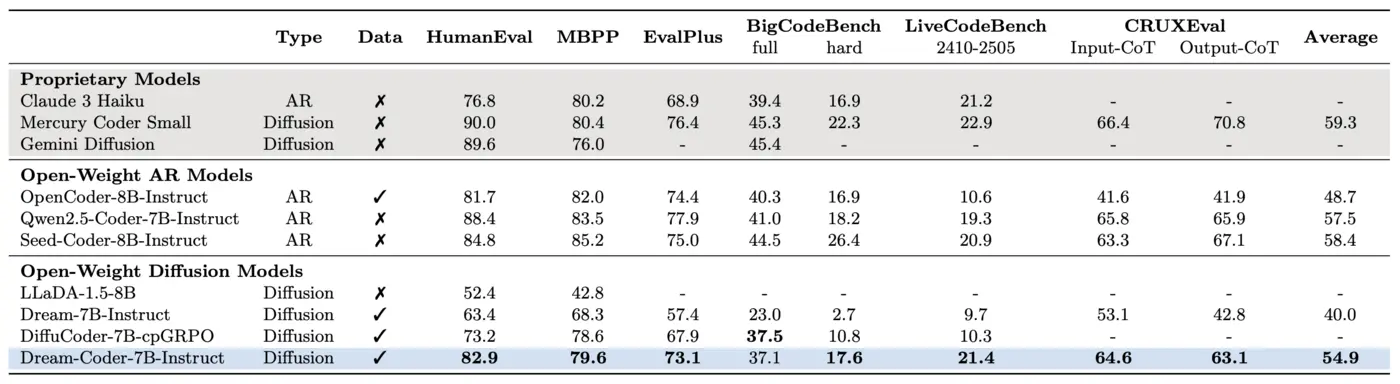 Type Data HumanEval MBPP EvalPlus BigCodeBench LiveCodeBench CRUXEval Average
full hard 2410-2505 Input-CoT Output-CoT
Proprietary Models
Claude 3 Haiku AR ✗ 76.8 80.2 68.9 39.4 16.9 21.2 - - -
Mercury Coder Small Diffusion ✗ 90.0 80.4 76.4 45.3 22.3 22.9 66.4 70.8 59.3
Gemini Diffusion Diffusion ✗ 89.6 76.0 - 45.4 - - - - -
Open-Weight AR Models
OpenCoder-8B-Instruct AR ✓ 81.7 82.0 74.4 40.3 16.9 10.6 41.6 41.9 48.7
Qwen2.5-Coder-7B-Instruct AR ✗ 88.4 83.5 77.9 41.0 18.2 19.3 65.8 65.9 57.5
Seed-Coder-8B-Instruct AR ✗ 84.8 85.2 75.0 44.5 26.4 20.9 63.3 67.1 58.4
Open-Weight Diffusion Models
LLaDA-1.5-8B Diffusion ✗ 52.4 42.8 - - - - - - -
Dream-7B-Instruct Diffusion ✓ 63.4 68.3 57.4 23.0 2.7 9.7 53.1 42.8 40.0
DiffuCoder-7B-cpGRPO Diffusion ✓ 73.2 78.6 67.9 37.5 10.8 10.3 - - -
Dream-Coder-7B-Instruct Diffusion ✓ 82.9 79.6 73.1 37.1 17.6 21.4 64.6 63.1 54.9